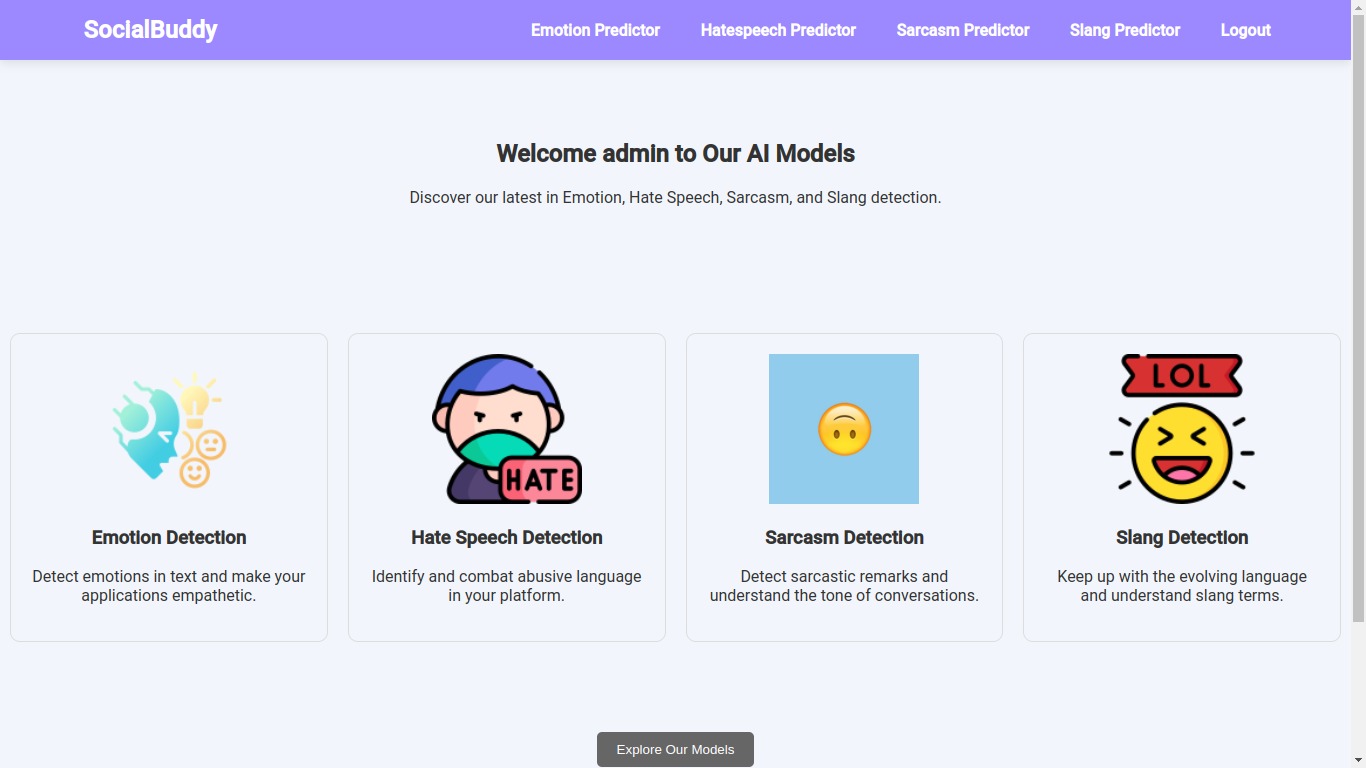 SocialBuddy
Emotion Predictor
Hatespeech Predictor
Sarcasm Predictor
Slang Predictor
Logout
Welcome admin to Our AI Models
Discover our latest in Emotion, Hate Speech, Sarcasm, and Slang detection.
HATE
LOL
Emotion Detection
Detect emotions in text and make your
applications empathetic.
Hate Speech Detection
Identify and combat abusive language
in your platform.
Sarcasm Detection
Detect sarcastic remarks and
understand the tone of conversations.
Slang Detection
Keep up with the evolving language
and understand slang terms.
Explore Our Models